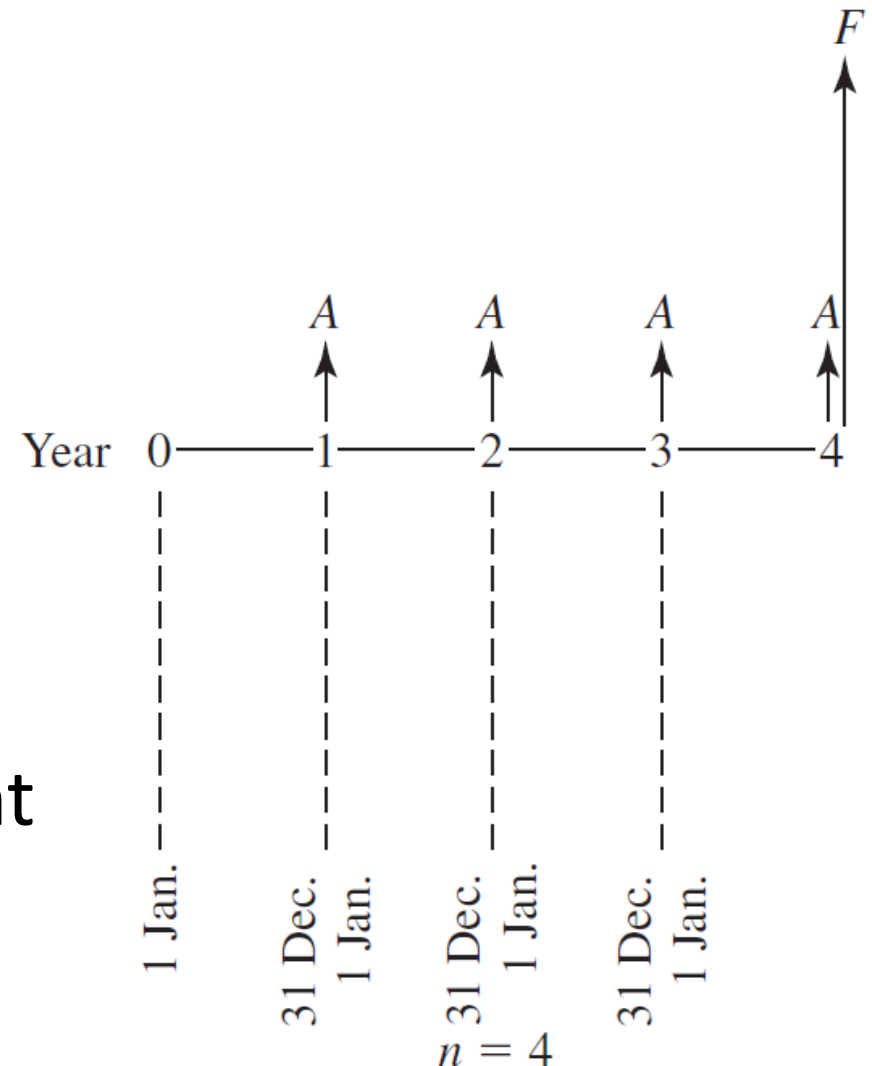 F
A A A A
Year 0 1 2 3 4
nt
1 Jan.
31 Dec.
1 Jan.
31 Dec.
1 Jan.
31 Dec.
1 Jan.
n = 4